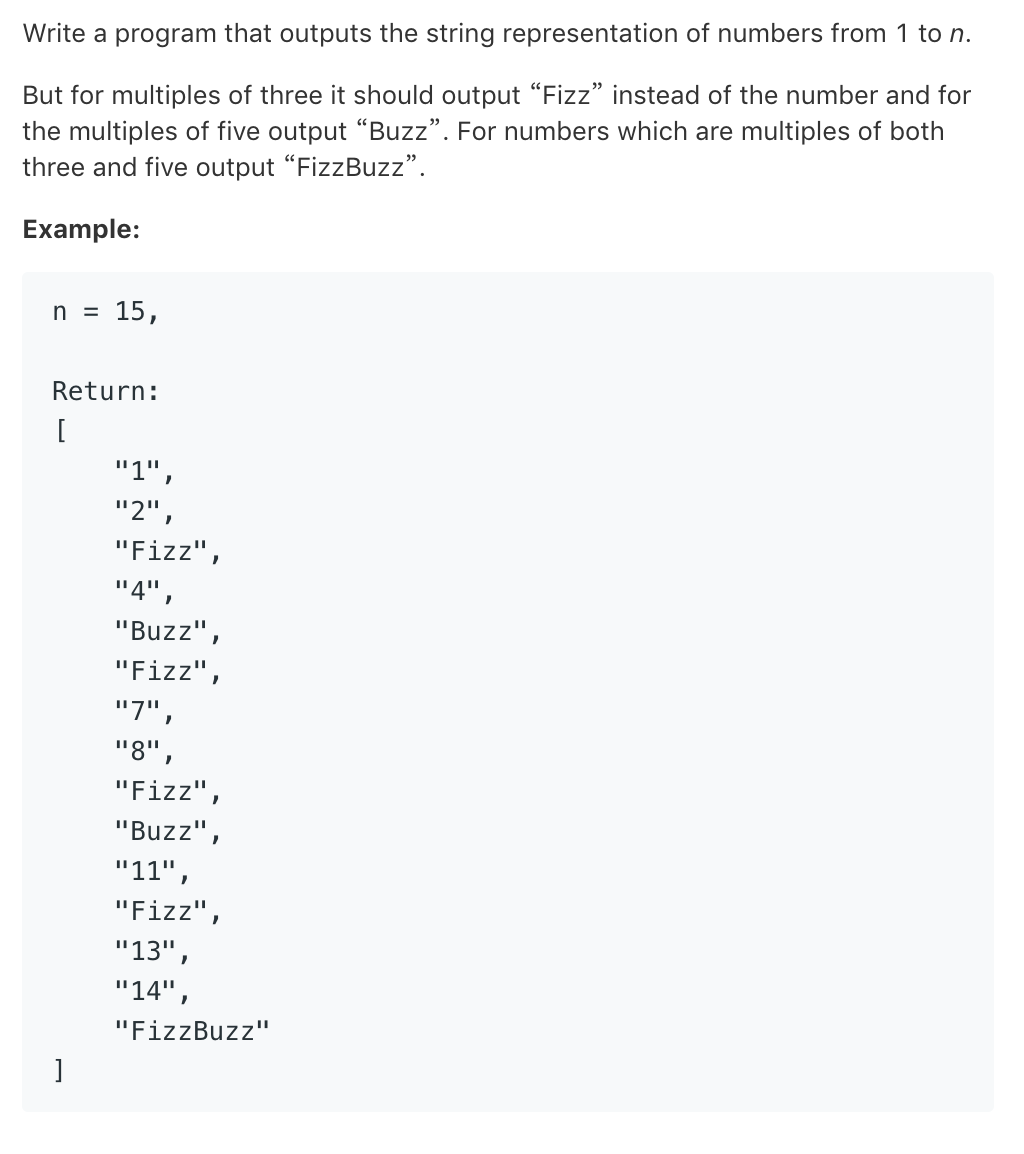 Write a program that outputs the string representation of numbers from 1 to n.
But for multiples of three it should output “Fizz” instead of the number and for
the multiples of five output “Buzz”. For numbers which are multiples of both
three and five output “FizzBuzz”.
Example:
n = 15,
Return:
[
    "1",
    "2",
    "Fizz",
    "4",
    "Buzz",
    "Fizz",
    "7",
    "8",
    "Fizz",
    "Buzz",
    "11",
    "Fizz",
    "13",
    "14",
    "FizzBuzz"
]